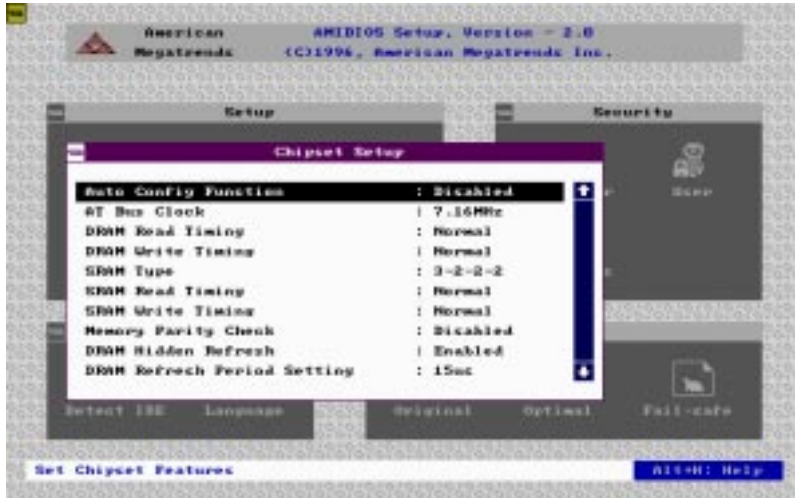 American
Megatrends
AMIBIOS Setup, Version - 2.0
(C)1996, American Megatrends Inc.
Setup
Security
Chipset Setup
User
Auto Config Function : Disabled
AT Bus Clock : 7.16MHz
DRAM Read Timing : Normal
DRAM Write Timing : Normal
SRAM Type : 3-2-2-2
SRAM Read Timing : Normal
SRAM Write Timing : Normal
Memory Parity Check : Disabled
DRAM Hidden Refresh : Enabled
DRAM Refresh Period Setting : 15us
Detect IDE
Language
Original
Optimal
Fail-safe
Set Chipset Features
Alt+H: Help